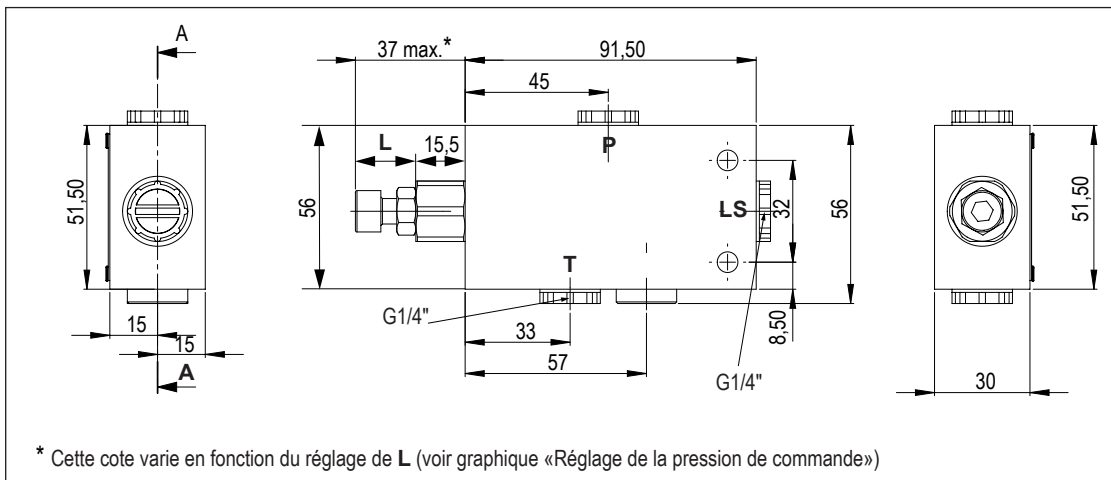 A
37 max.*
91,50
45
L
15,5
P
51,50
56
LS
32
56
51,50
T
G1/4"
8,50
15
15
33
57
G1/4"
30
A
* Cette cote varie en fonction du réglage de L (voir graphique «Réglage de la pression de commande»)